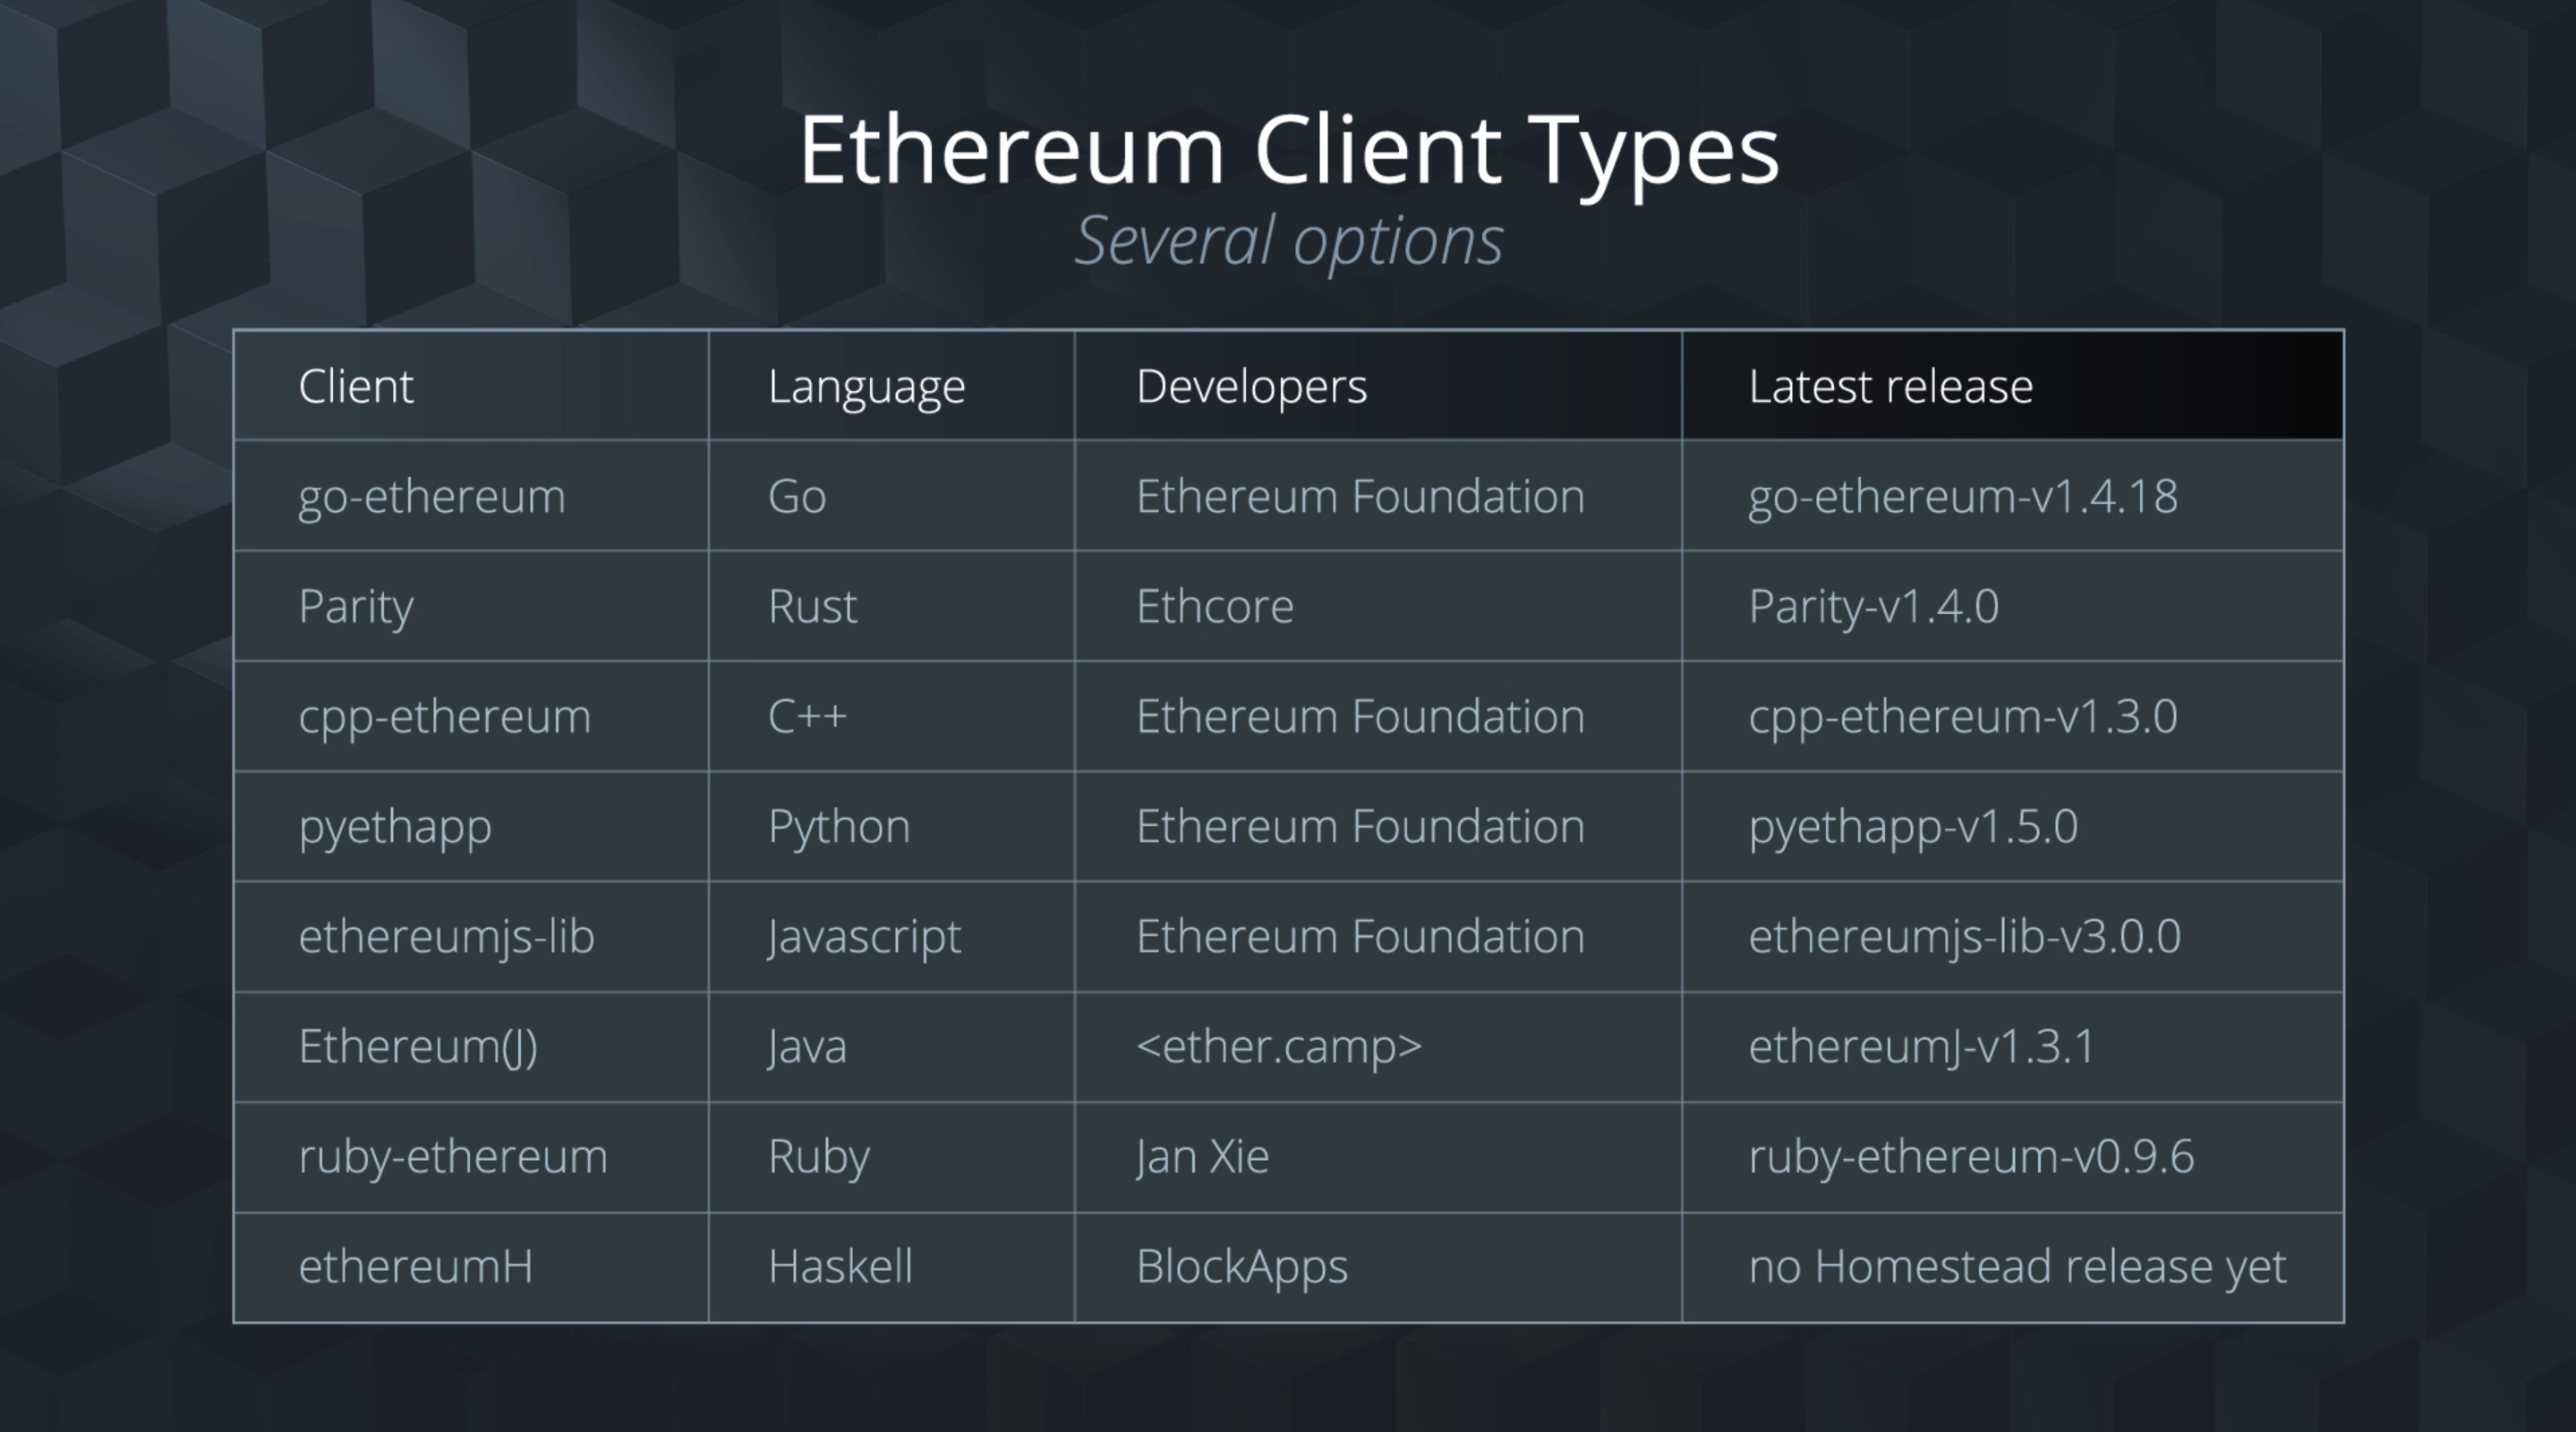 Ethereum Client Types
Several options
Client Language Developers Latest release
go-ethereum Go Ethereum Foundation go-ethereum-v1.4.18
Parity Rust Ethcore Parity-v1.4.0
cpp-ethereum C++ Ethereum Foundation cpp-ethereum-v1.3.0
pyethapp Python Ethereum Foundation pyethapp-v1.5.0
ethereumjs-lib Javascript Ethereum Foundation ethereumjs-lib-v3.0.0
Ethereum(J) Java <ether.camp> ethereumJ-v1.3.1
ruby-ethereum Ruby Jan Xie ruby-ethereum-v0.9.6
ethereumH Haskell BlockApps no Homestead release yet